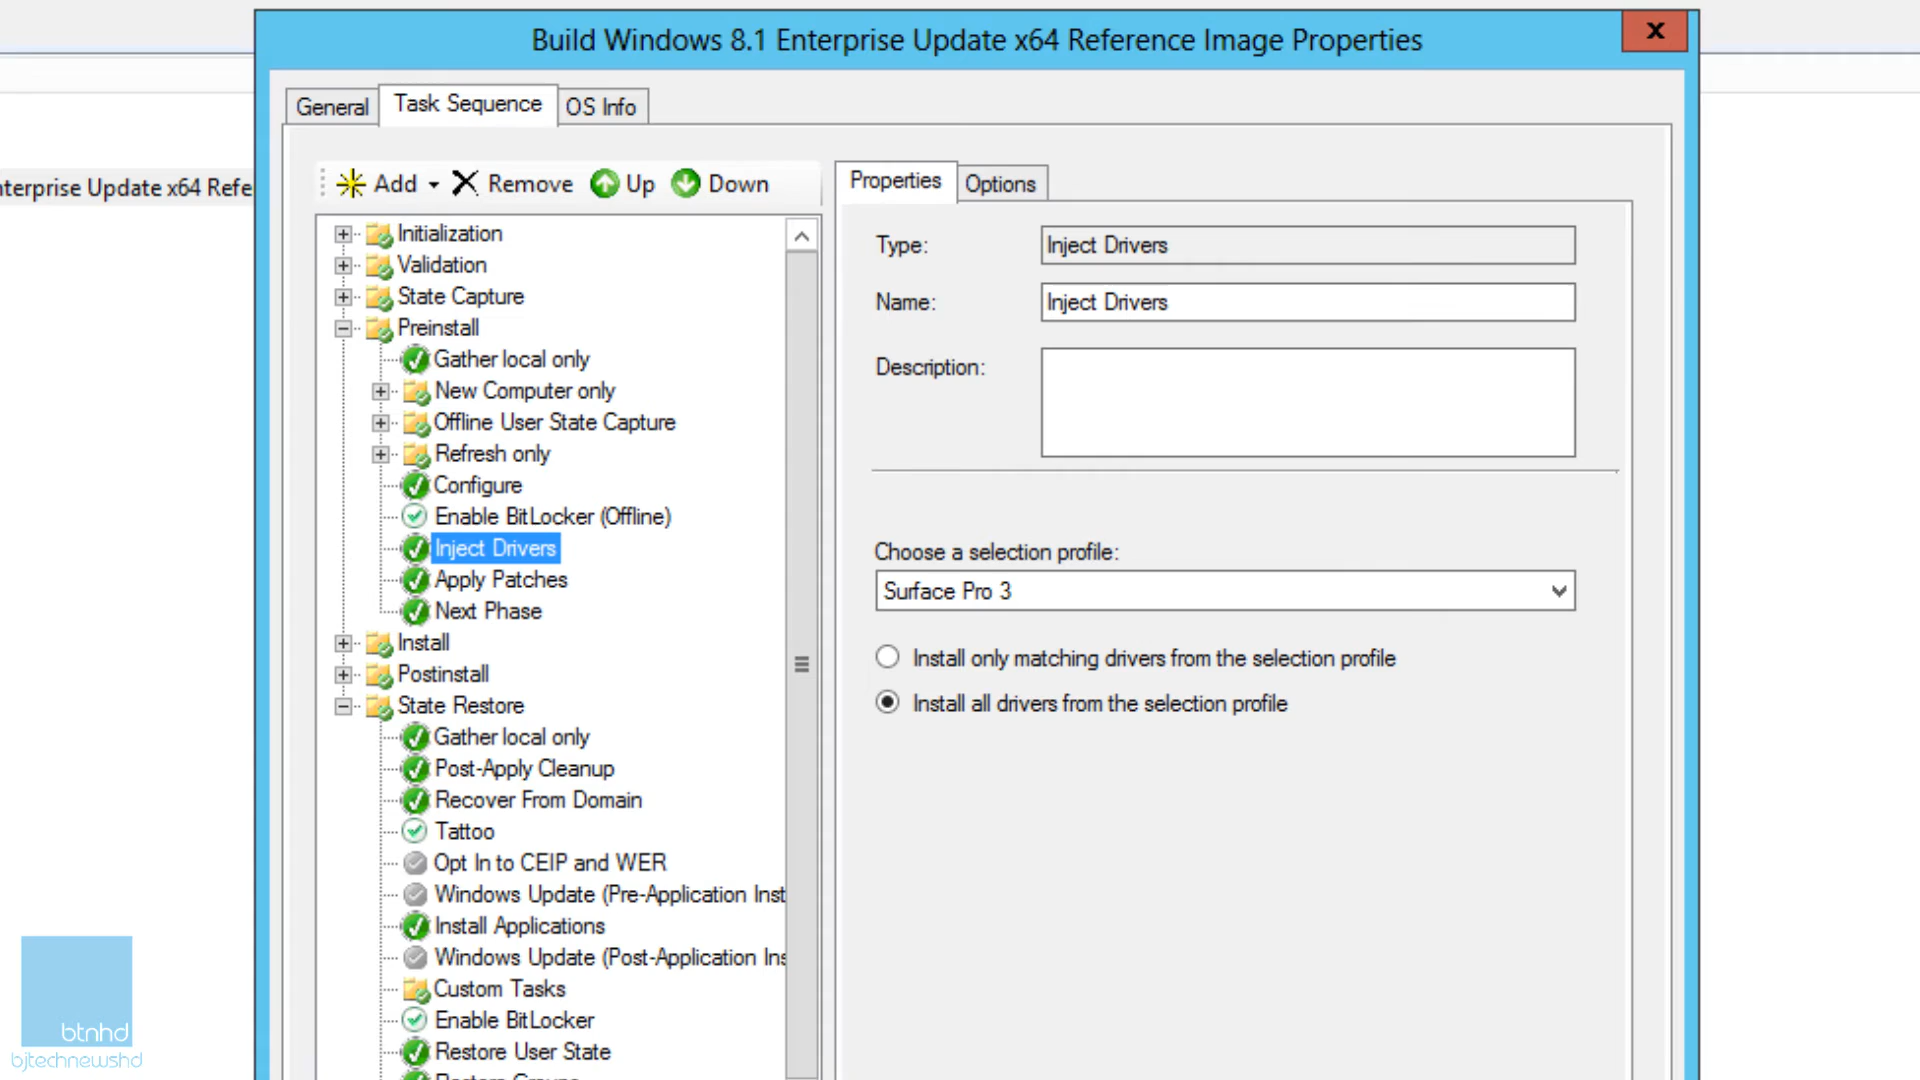 Build Windows 8.1 Enterprise Update x64 Reference Image Properties
x
General
Task Sequence
OS Info
nterprise Update x64 Refe
Add
Remove
Up
Down
Properties
Options
Initialization
Validation
State Capture
Preinstall
Gather local only
New Computer only
Offline User State Capture
Refresh only
Configure
Enable BitLocker (Offline)
Inject Drivers
Apply Patches
Next Phase
Install
Postinstall
State Restore
Gather local only
Post-Apply Cleanup
Recover From Domain
Tattoo
Opt In to CEIP and WER
Windows Update (Pre-Application Inst
Install Applications
Windows Update (Post-Application Ins
Custom Tasks
Enable BitLocker
Restore User State
Type:
Inject Drivers
Name:
Inject Drivers
Description:
Choose a selection profile:
Surface Pro 3
Install only matching drivers from the selection profile
Install all drivers from the selection profile
btnhd
bjtechnewshd